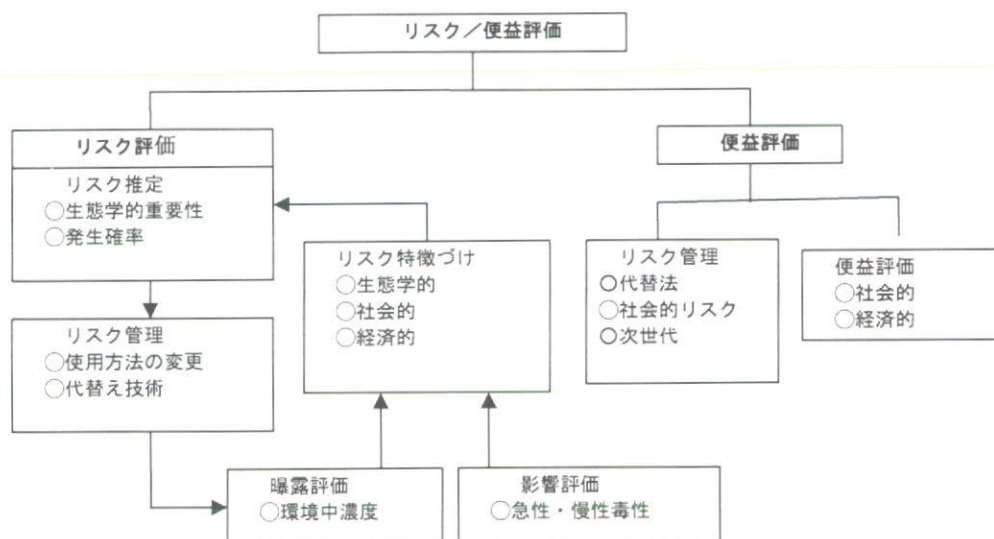 リスク／便益評価
リスク評価
リスク推定
◯生態学的重要性
◯発生確率
リスク管理
◯使用方法の変更
◯代替え技術
リスク特徴づけ
◯生態学的
◯社会的
◯経済的
曝露評価
◯環境中濃度
影響評価
◯急性・慢性毒性
便益評価
リスク管理
○代替法
◯社会的リスク
○次世代
便益評価
◯社会的
◯経済的